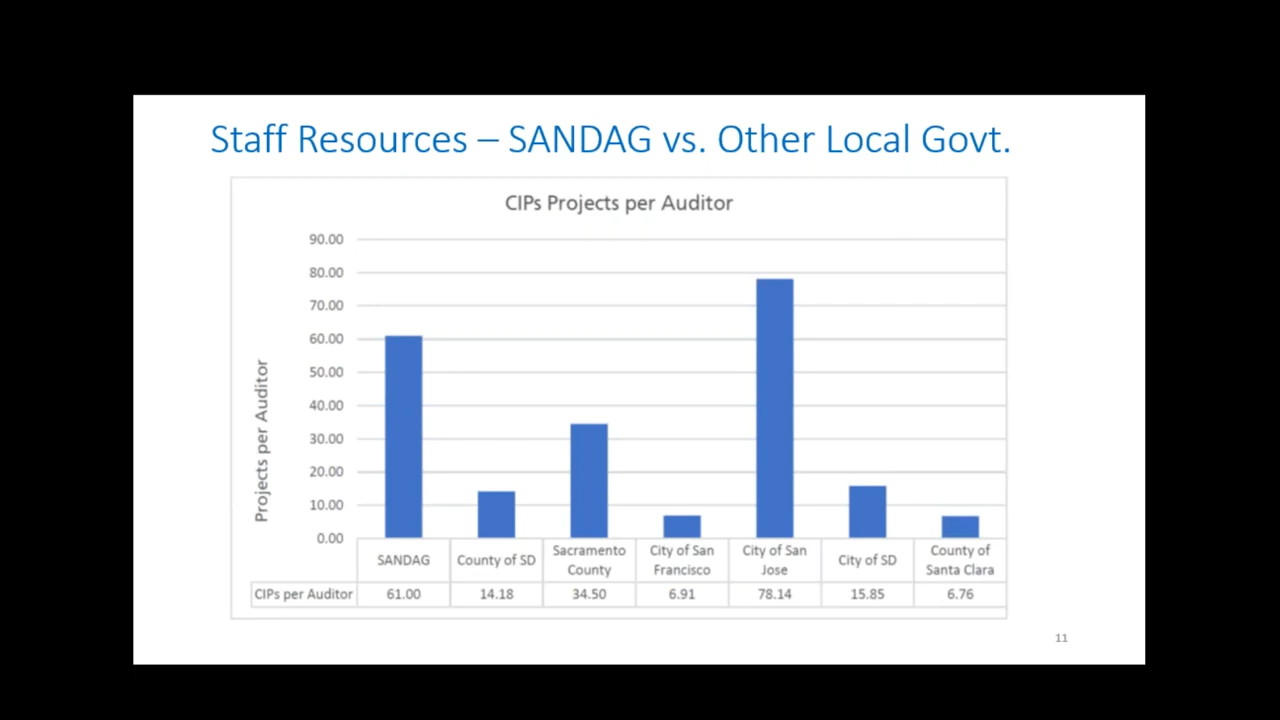 Staff Resources – SANDAG vs. Other Local Govt.
CIPs Projects per Auditor
Projects per Auditor
90.00
80.00
70.00
60.00
50.00
40.00
30.00
20.00
10.00
0.00
SANDAG County of SD Sacramento County City of San Francisco City of San Jose City of SD County of Santa Clara
CIPs per Auditor 61.00 14.18 34.50 6.91 78.14 15.85 6.76
11